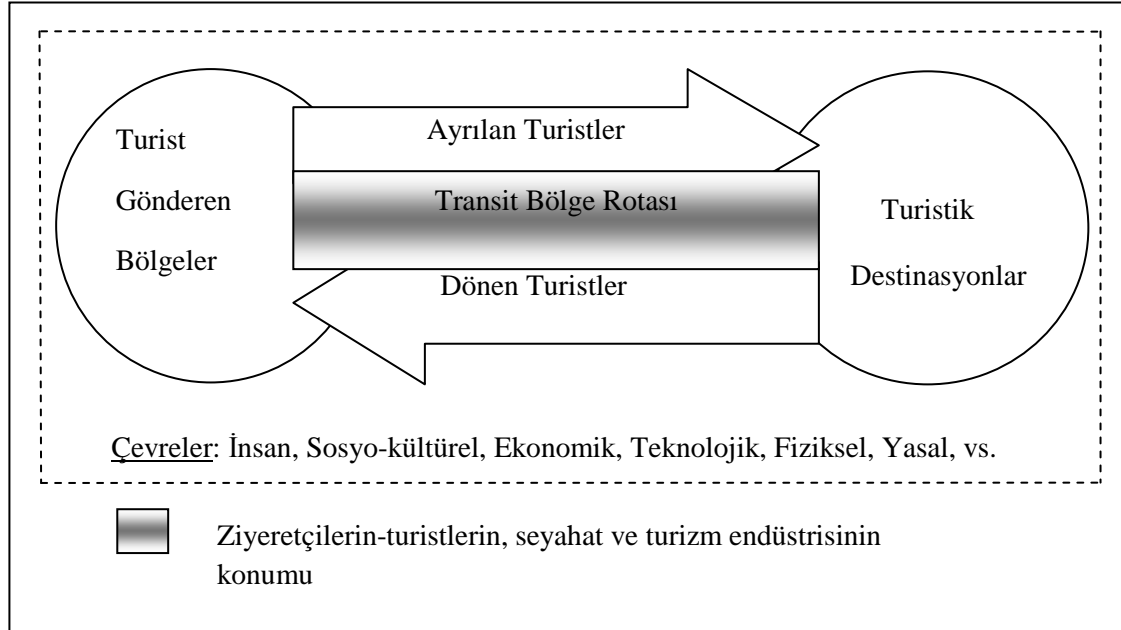 Turist
Gönderen
Bölgeler
Ayrılan Turistler
Transit Bölge Rotası
Dönen Turistler
Turistik
Destinasyonlar
Çevreler: İnsan, Sosyo-kültürel, Ekonomik, Teknolojik, Fiziksel, Yasal, vs.
Ziyeretçilerin-turistlerin, seyahat ve turizm endüstrisinin
konumu